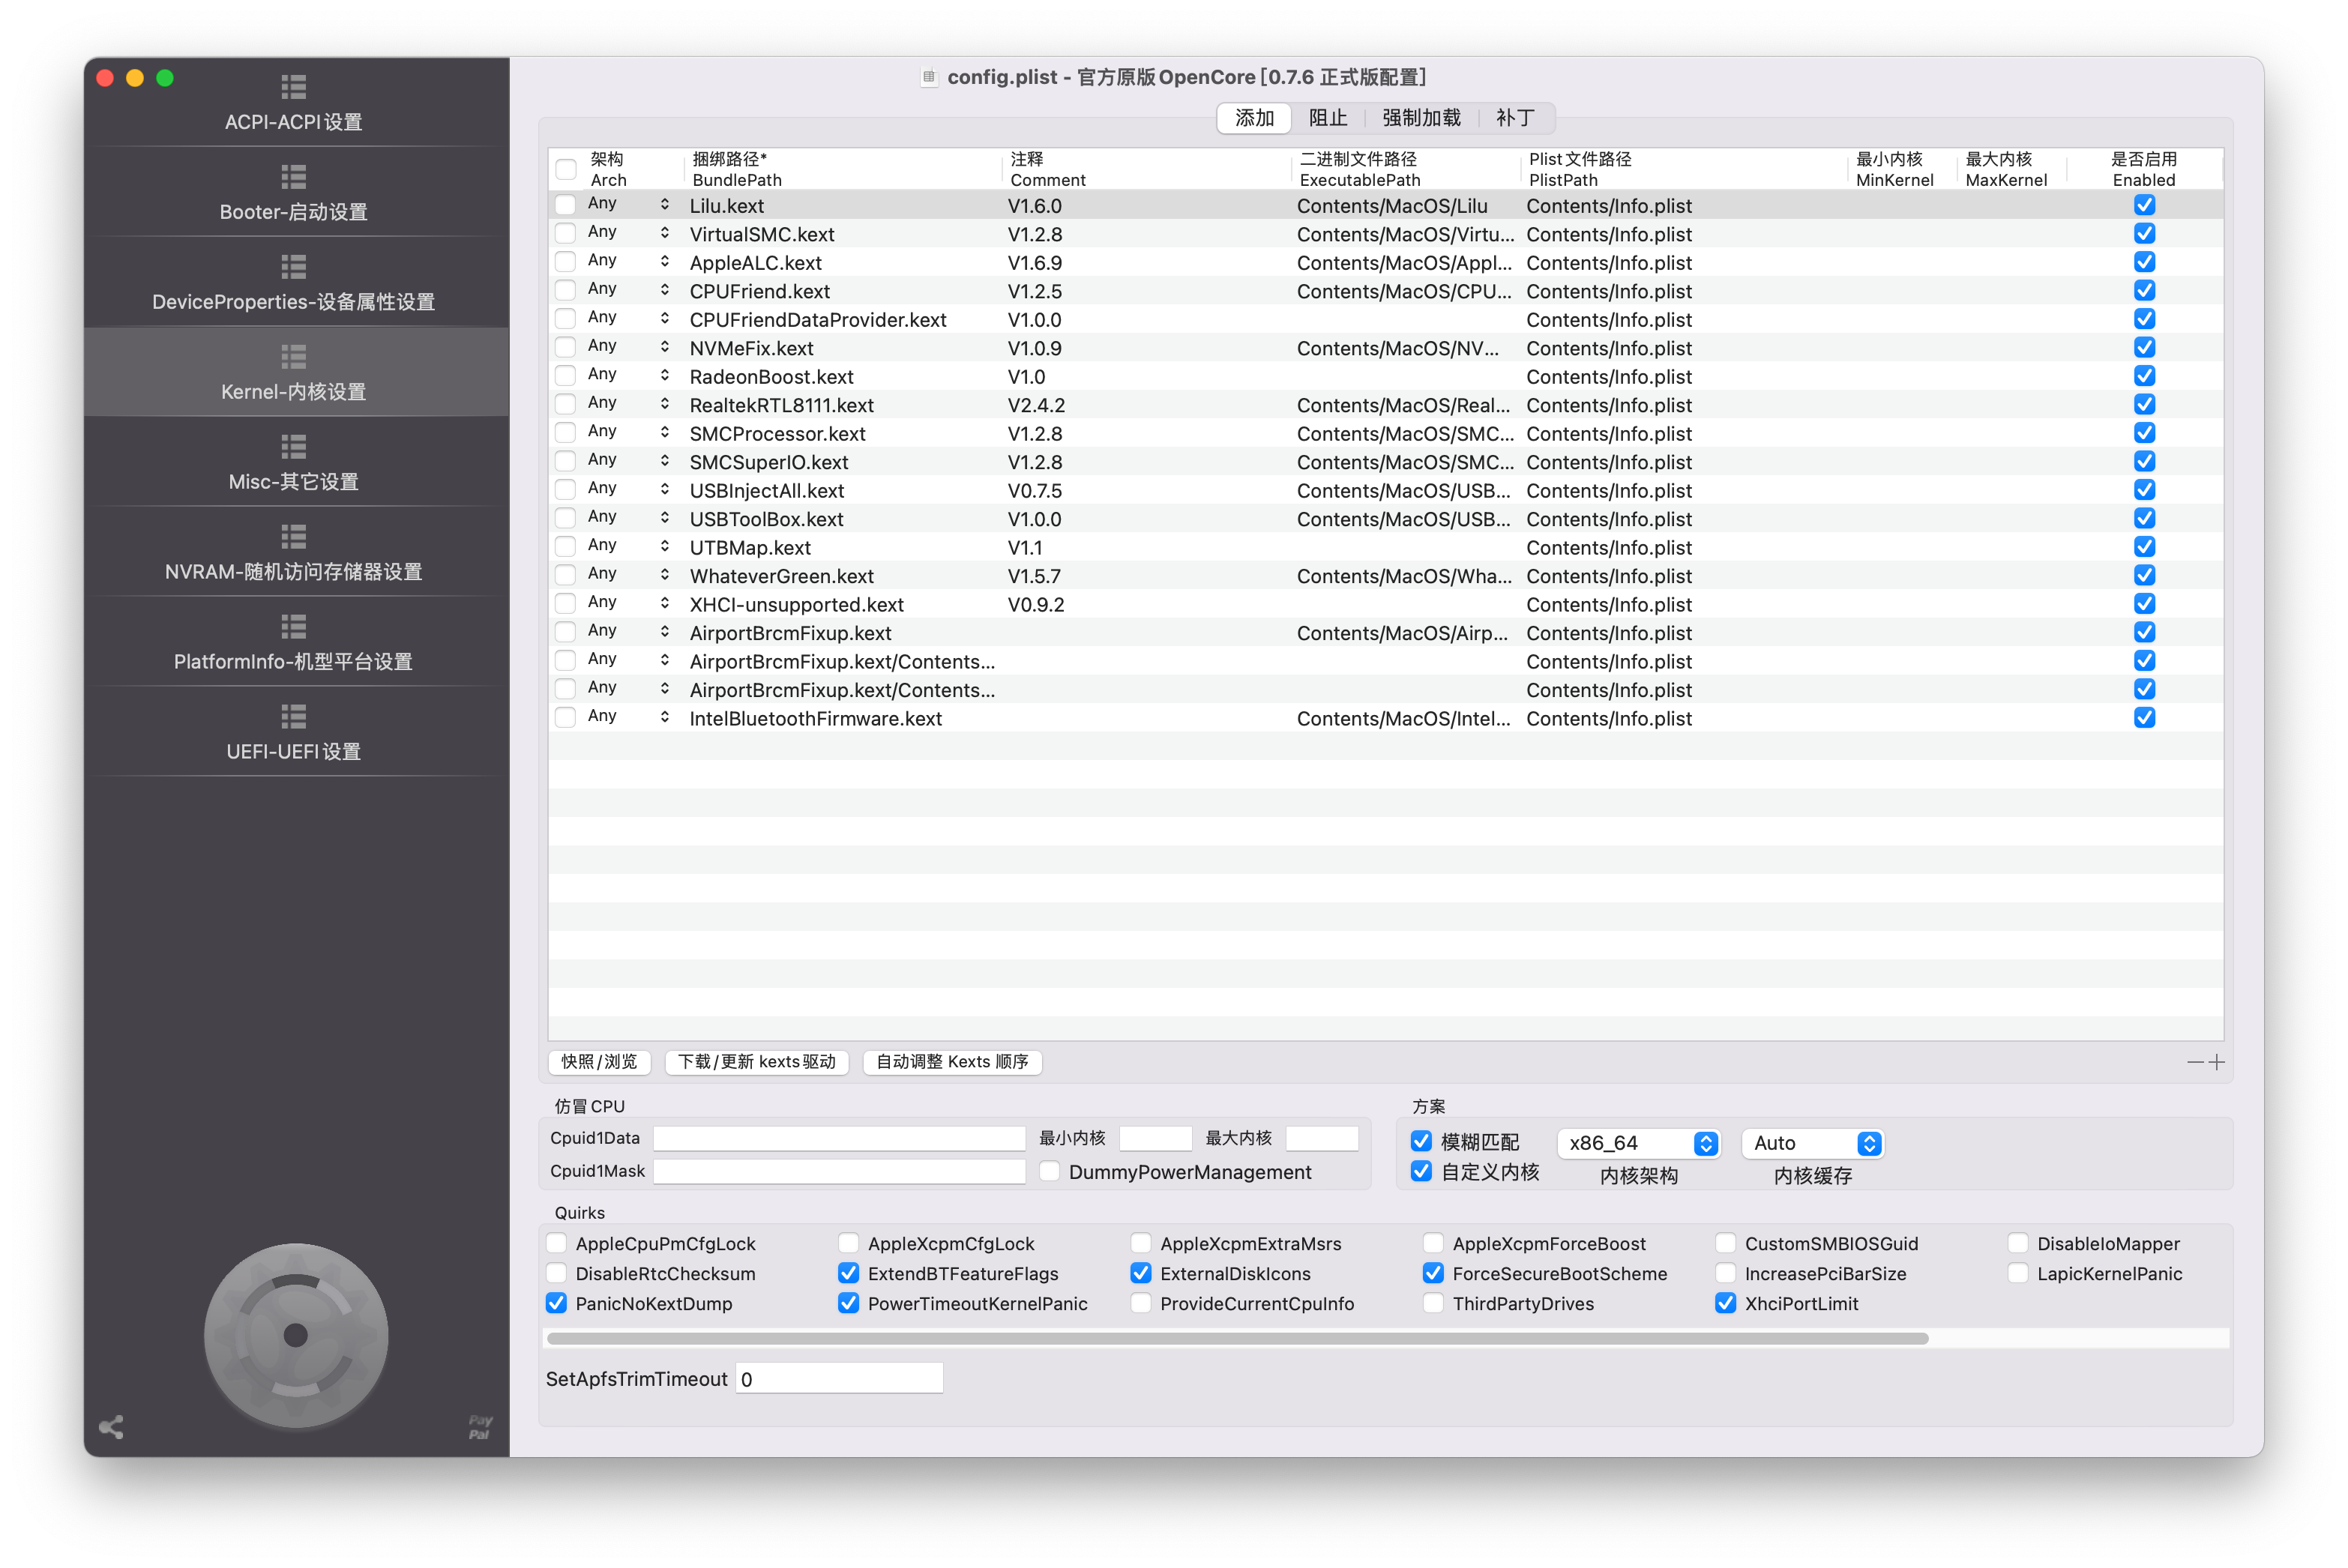 config.plist - 官方原版OpenCore [0.7.6 正式版配置]
ACPI-ACPI设置
Booter-启动设置
DeviceProperties-设备属性设置
Kernel-内核设置
Misc-其它设置
NVRAM-随机访问存储器设置
PlatformInfo-机型平台设置
UEFI-UEFI设置
Pay
Pal
添加 阻止 强制加载 补丁
架构 捆绑路径* 注释 二进制文件路径 Plist文件路径 最小内核 最大内核 是否启用
Arch BundlePath Comment ExecutablePath PlistPath MinKernel MaxKernel Enabled
Any Lilu.kext V1.6.0 Contents/MacOS/Lilu Contents/Info.plist
Any VirtualSMC.kext V1.2.8 Contents/MacOS/Virtu... Contents/Info.plist
Any AppleALC.kext V1.6.9 Contents/MacOS/Appl... Contents/Info.plist
Any CPUFriend.kext V1.2.5 Contents/MacOS/CPU... Contents/Info.plist
Any CPUFriendDataProvider.kext V1.0.0 Contents/Info.plist
Any NVMeFix.kext V1.0.9 Contents/MacOS/NV... Contents/Info.plist
Any RadeonBoost.kext V1.0 Contents/Info.plist
Any RealtekRTL8111.kext V2.4.2 Contents/MacOS/Real... Contents/Info.plist
Any SMCProcessor.kext V1.2.8 Contents/MacOS/SMC... Contents/Info.plist
Any SMCSuperIO.kext V1.2.8 Contents/MacOS/SMC... Contents/Info.plist
Any USBInjectAll.kext V0.7.5 Contents/MacOS/USB... Contents/Info.plist
Any USBToolBox.kext V1.0.0 Contents/MacOS/USB... Contents/Info.plist
Any UTBMap.kext V1.1 Contents/Info.plist
Any WhateverGreen.kext V1.5.7 Contents/MacOS/Wha... Contents/Info.plist
Any XHCI-unsupported.kext V0.9.2 Contents/Info.plist
Any AirportBrcmFixup.kext Contents/MacOS/Airp... Contents/Info.plist
Any AirportBrcmFixup.kext/Contents... Contents/Info.plist
Any AirportBrcmFixup.kext/Contents... Contents/Info.plist
Any IntelBluetoothFirmware.kext Contents/MacOS/Intel... Contents/Info.plist
快照/浏览 下载/更新 kexts驱动 自动调整 Kexts 顺序
仿冒CPU
Cpuid1Data 最小内核 最大内核
Cpuid1Mask DummyPowerManagement
方案
模糊匹配 x86_64 Auto
自定义内核 内核架构 内核缓存
Quirks
AppleCpuPmCfgLock AppleXcpmCfgLock AppleXcpmExtraMsrs AppleXcpmForceBoost CustomSMBIOSGuid DisableIoMapper
DisableRtcChecksum ExtendBTFeatureFlags ExternalDiskIcons ForceSecureBootScheme IncreasePciBarSize LapicKernelPanic
PanicNoKextDump PowerTimeoutKernelPanic ProvideCurrentCpuInfo ThirdPartyDrives XhciPortLimit
SetApfsTrimTimeout 0